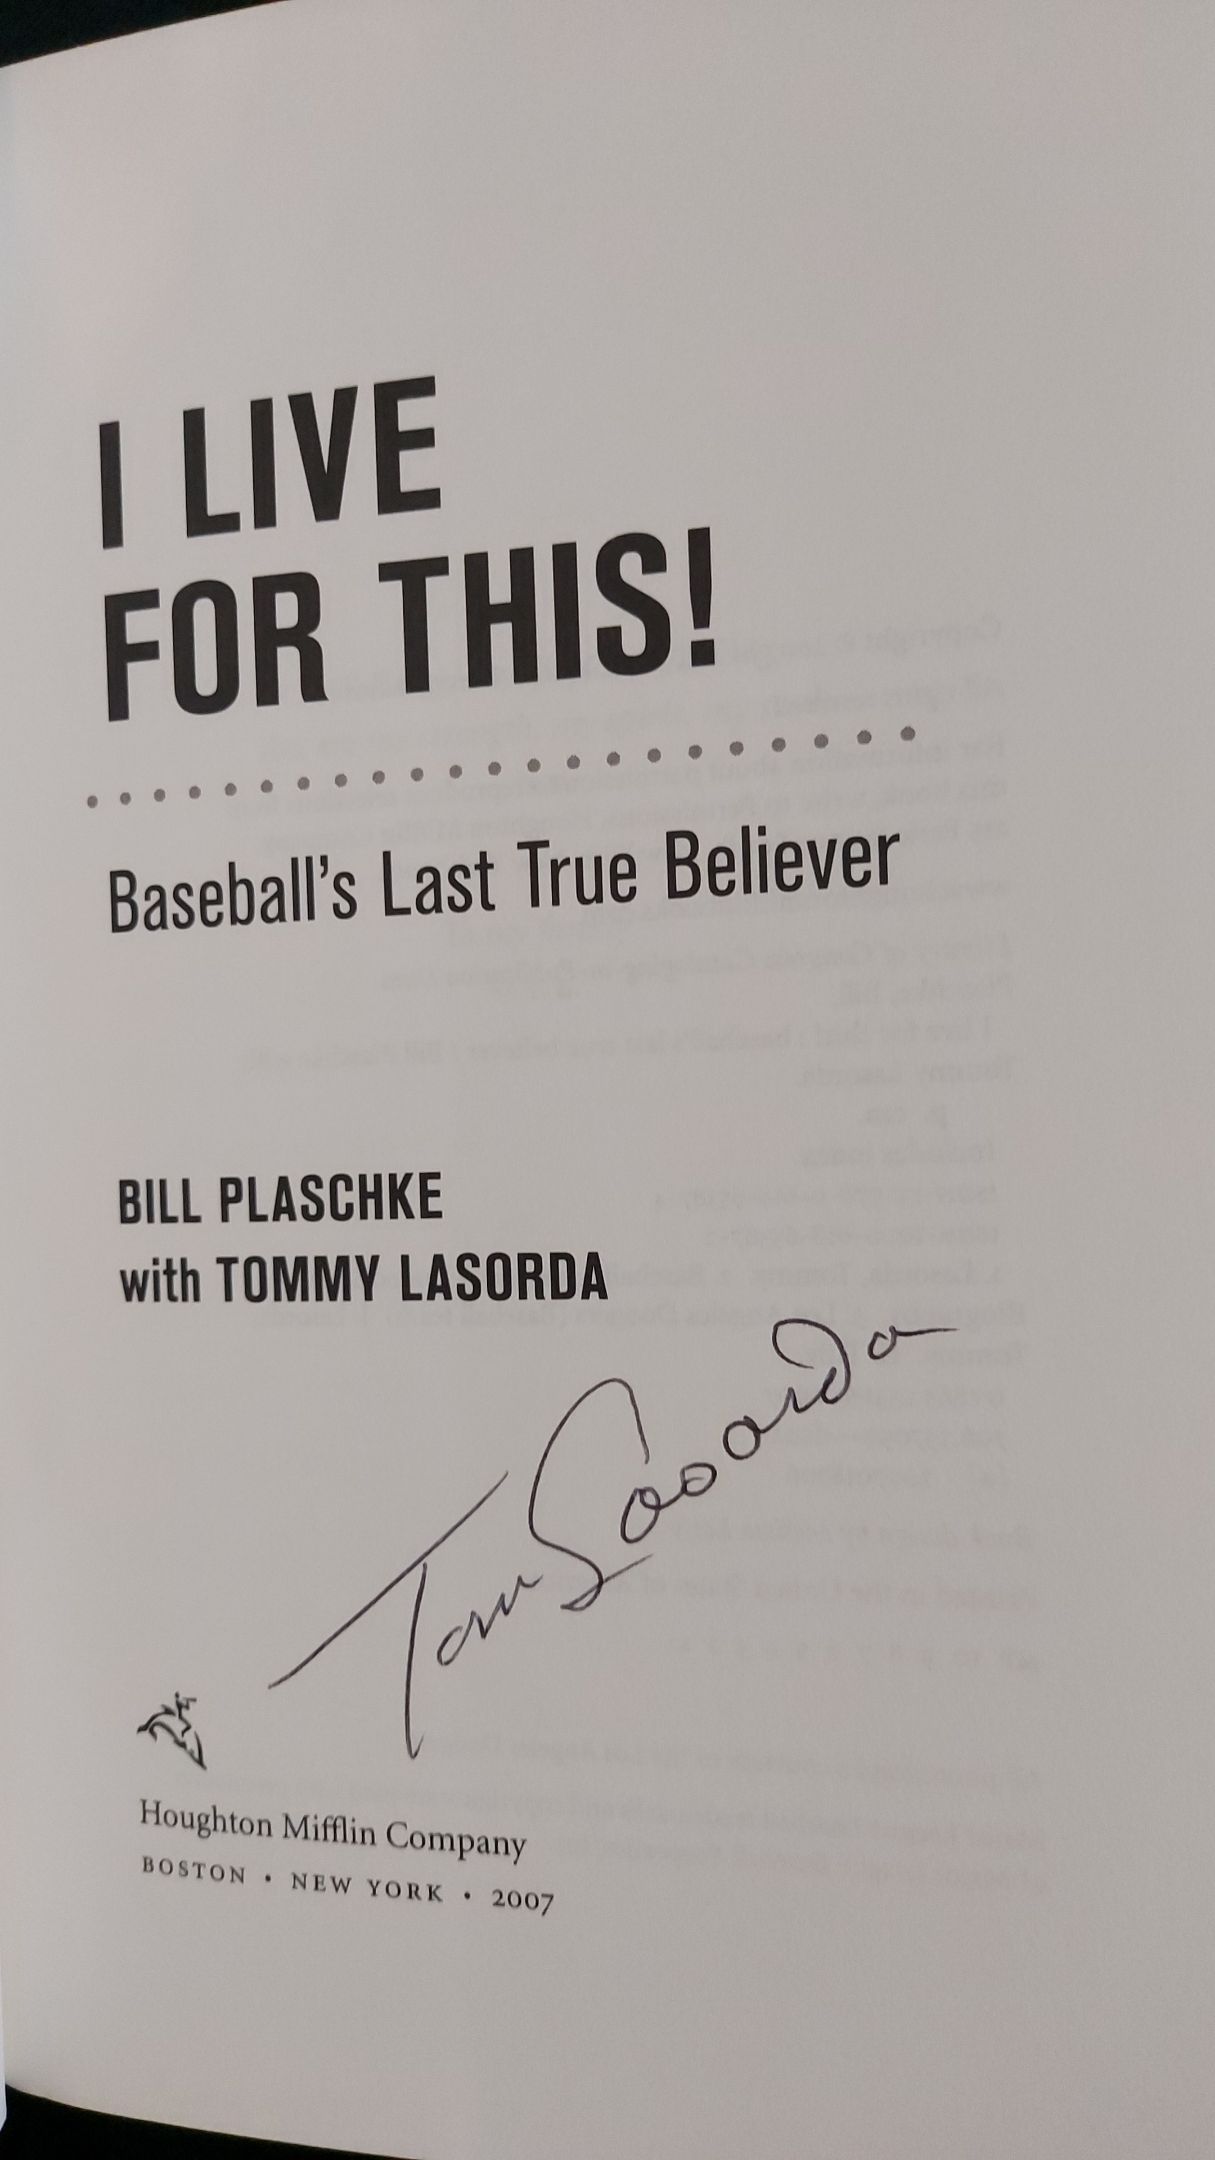 I LIVE
FOR THIS!
Baseball's Last True Believer
BILL PLASCHKE
with TOMMY LASORDA
Tom Lasorda
Houghton Mifflin Company
BOSTON • NEW YORK • 2007